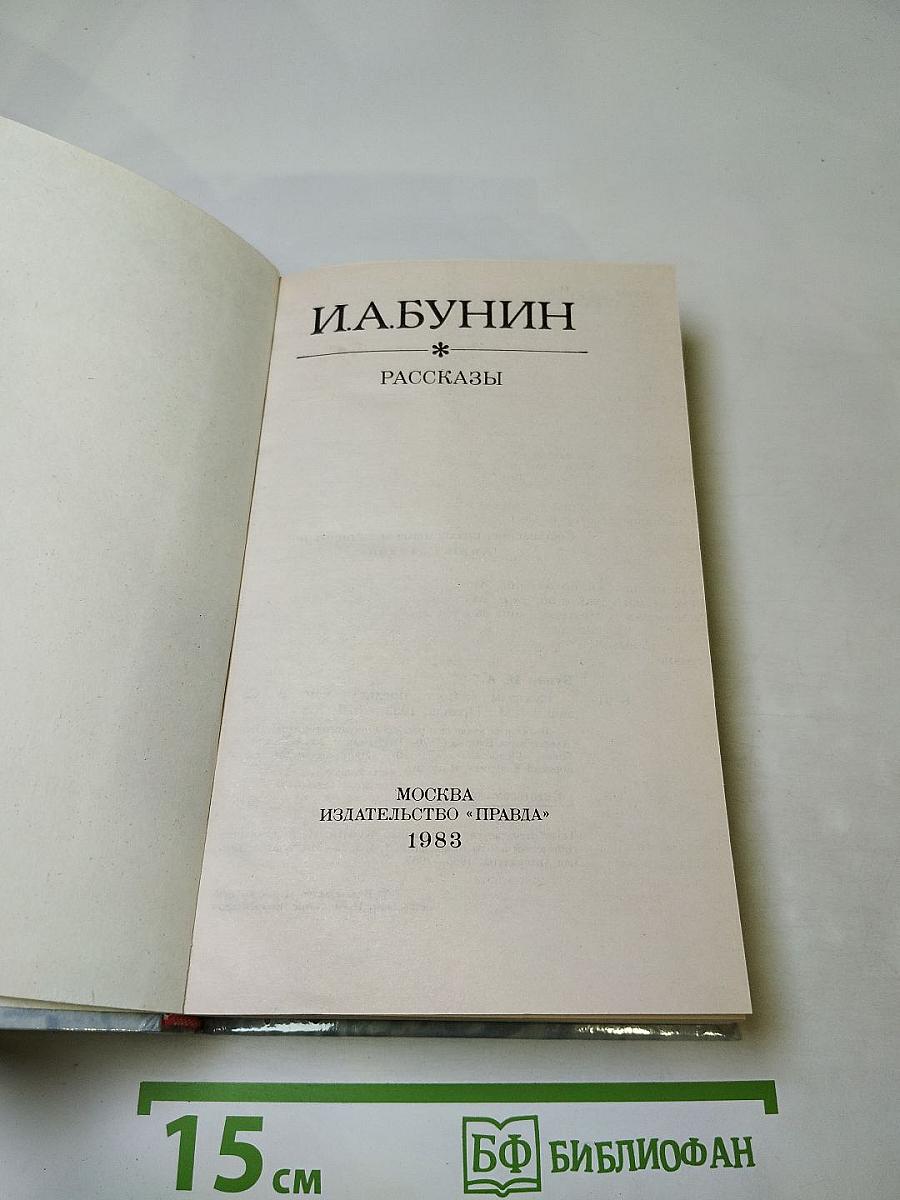 И.А.БУНИН
*
РАССКАЗЫ
МОСКВА
ИЗДАТЕЛЬСТВО «ПРАВДА»
1983
15 см
БФ БИБЛИОФАН